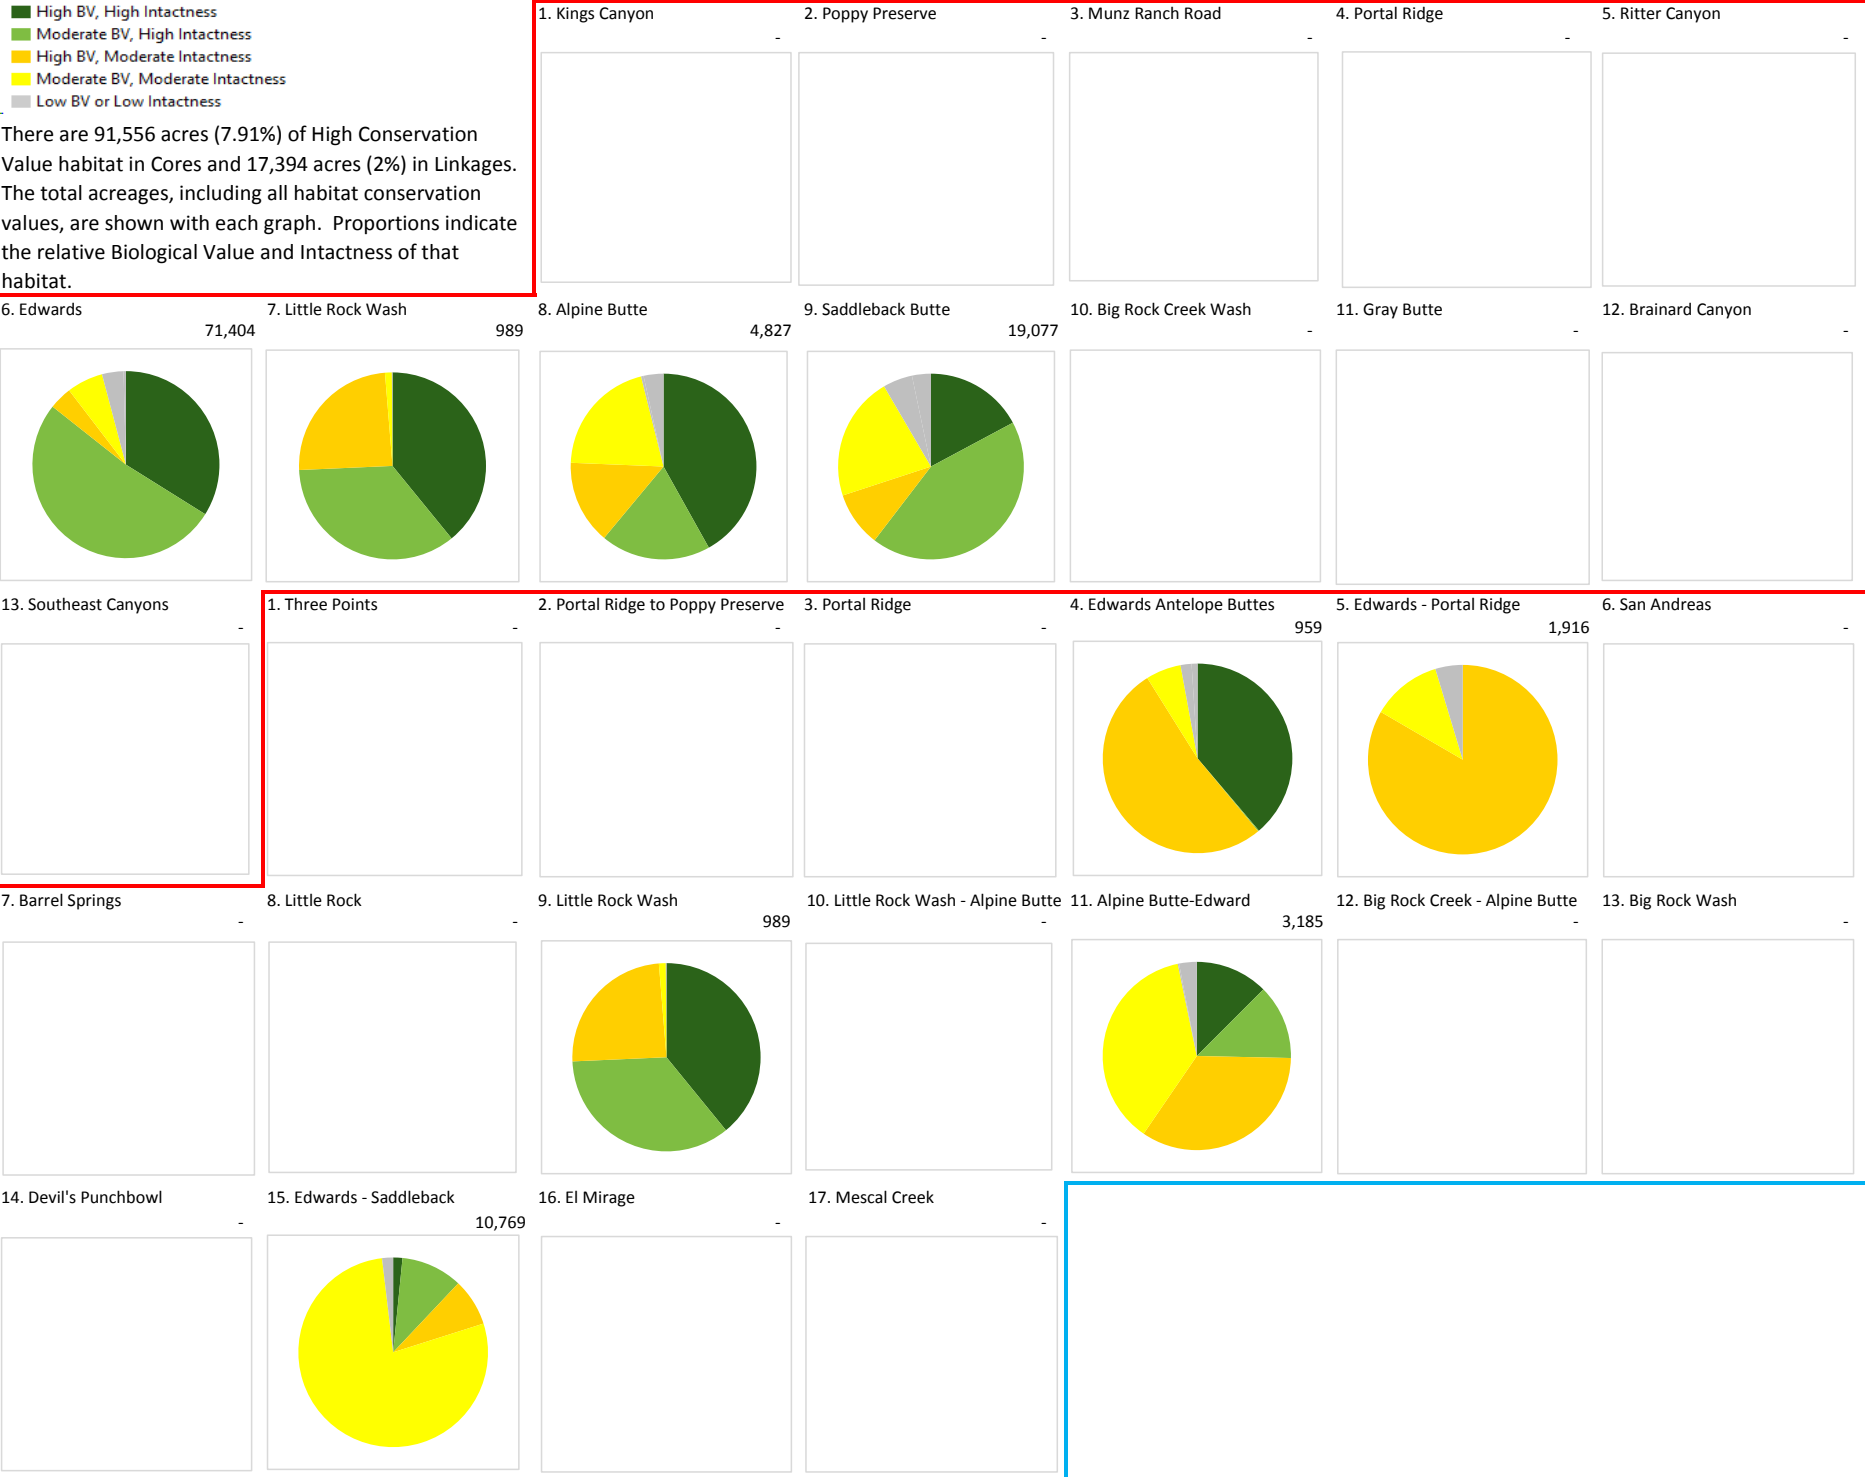 High BV, High Intactness
Moderate BV, High Intactness
High BV, Moderate Intactness
Moderate BV, Moderate Intactness
Low BV or Low Intactness
There are 91,556 acres (7.91%) of High Conservation
Value habitat in Cores and 17,394 acres (2%) in Linkages.
The total acreages, including all habitat conservation
values, are shown with each graph. Proportions indicate
the relative Biological Value and Intactness of that
habitat.
1. Kings Canyon
-
2. Poppy Preserve
-
3. Munz Ranch Road
-
4. Portal Ridge
-
5. Ritter Canyon
-
6. Edwards
71,404
7. Little Rock Wash
989
8. Alpine Butte
4,827
9. Saddleback Butte
19,077
10. Big Rock Creek Wash
-
11. Gray Butte
-
12. Brainard Canyon
-
13. Southeast Canyons
-
1. Three Points
-
2. Portal Ridge to Poppy Preserve
-
3. Portal Ridge
-
4. Edwards Antelope Buttes
959
5. Edwards - Portal Ridge
1,916
6. San Andreas
-
7. Barrel Springs
-
8. Little Rock
-
9. Little Rock Wash
989
10. Little Rock Wash - Alpine Butte
-
11. Alpine Butte-Edward
3,185
12. Big Rock Creek - Alpine Butte
-
13. Big Rock Wash
-
14. Devil's Punchbowl
-
15. Edwards - Saddleback
10,769
16. El Mirage
-
17. Mescal Creek
-